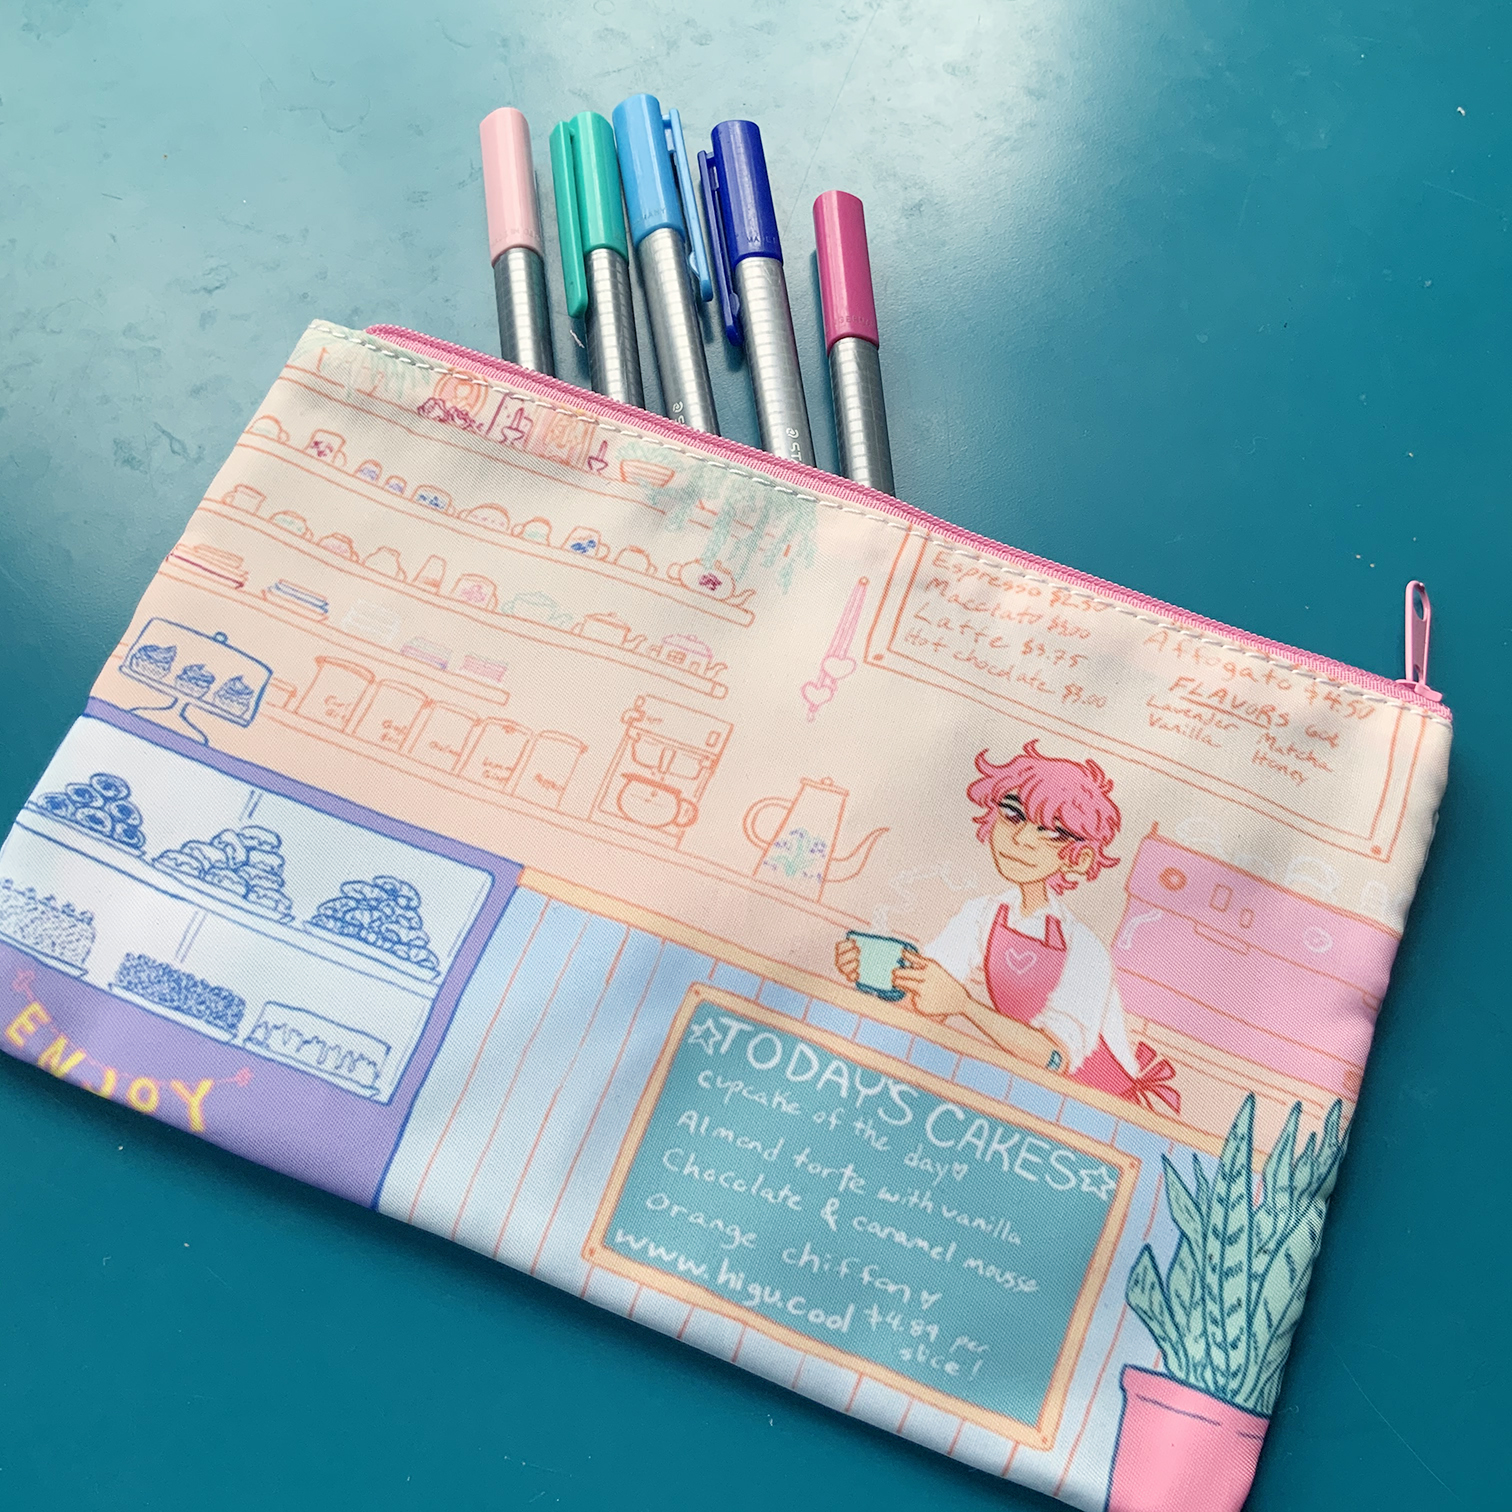 Espresso $2.50
Macciato $3.00
Latte $3.75
Hot chocolate $3.00
Affogato $4.50
FLAVORS 60¢
Lavender Matcha
Vanilla Honey
ENJOY
☆TODAYS CAKES☆
cupcake of the day♡
Almond torte with vanilla
Chocolate & caramel mousse
Orange chiffon♡
www.higu.cool $4.89 per
slice!